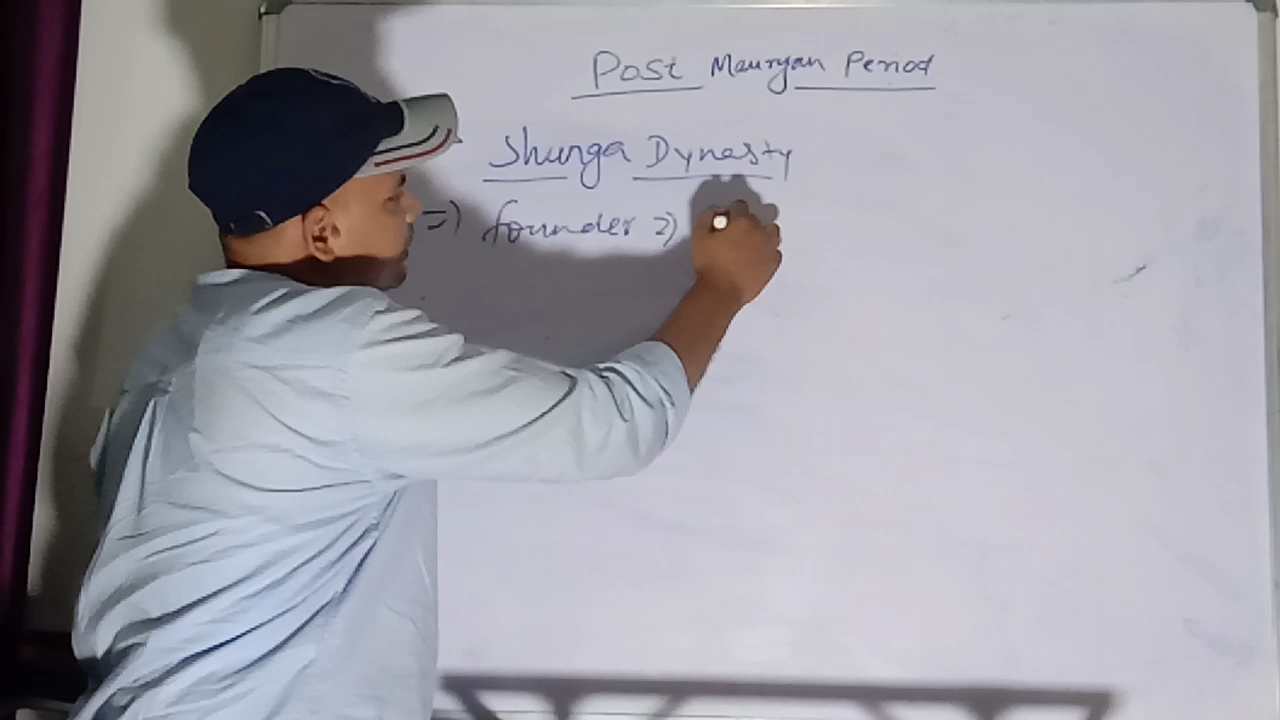 Post Mauryan Period
Shunga Dynasty
=) founder =)